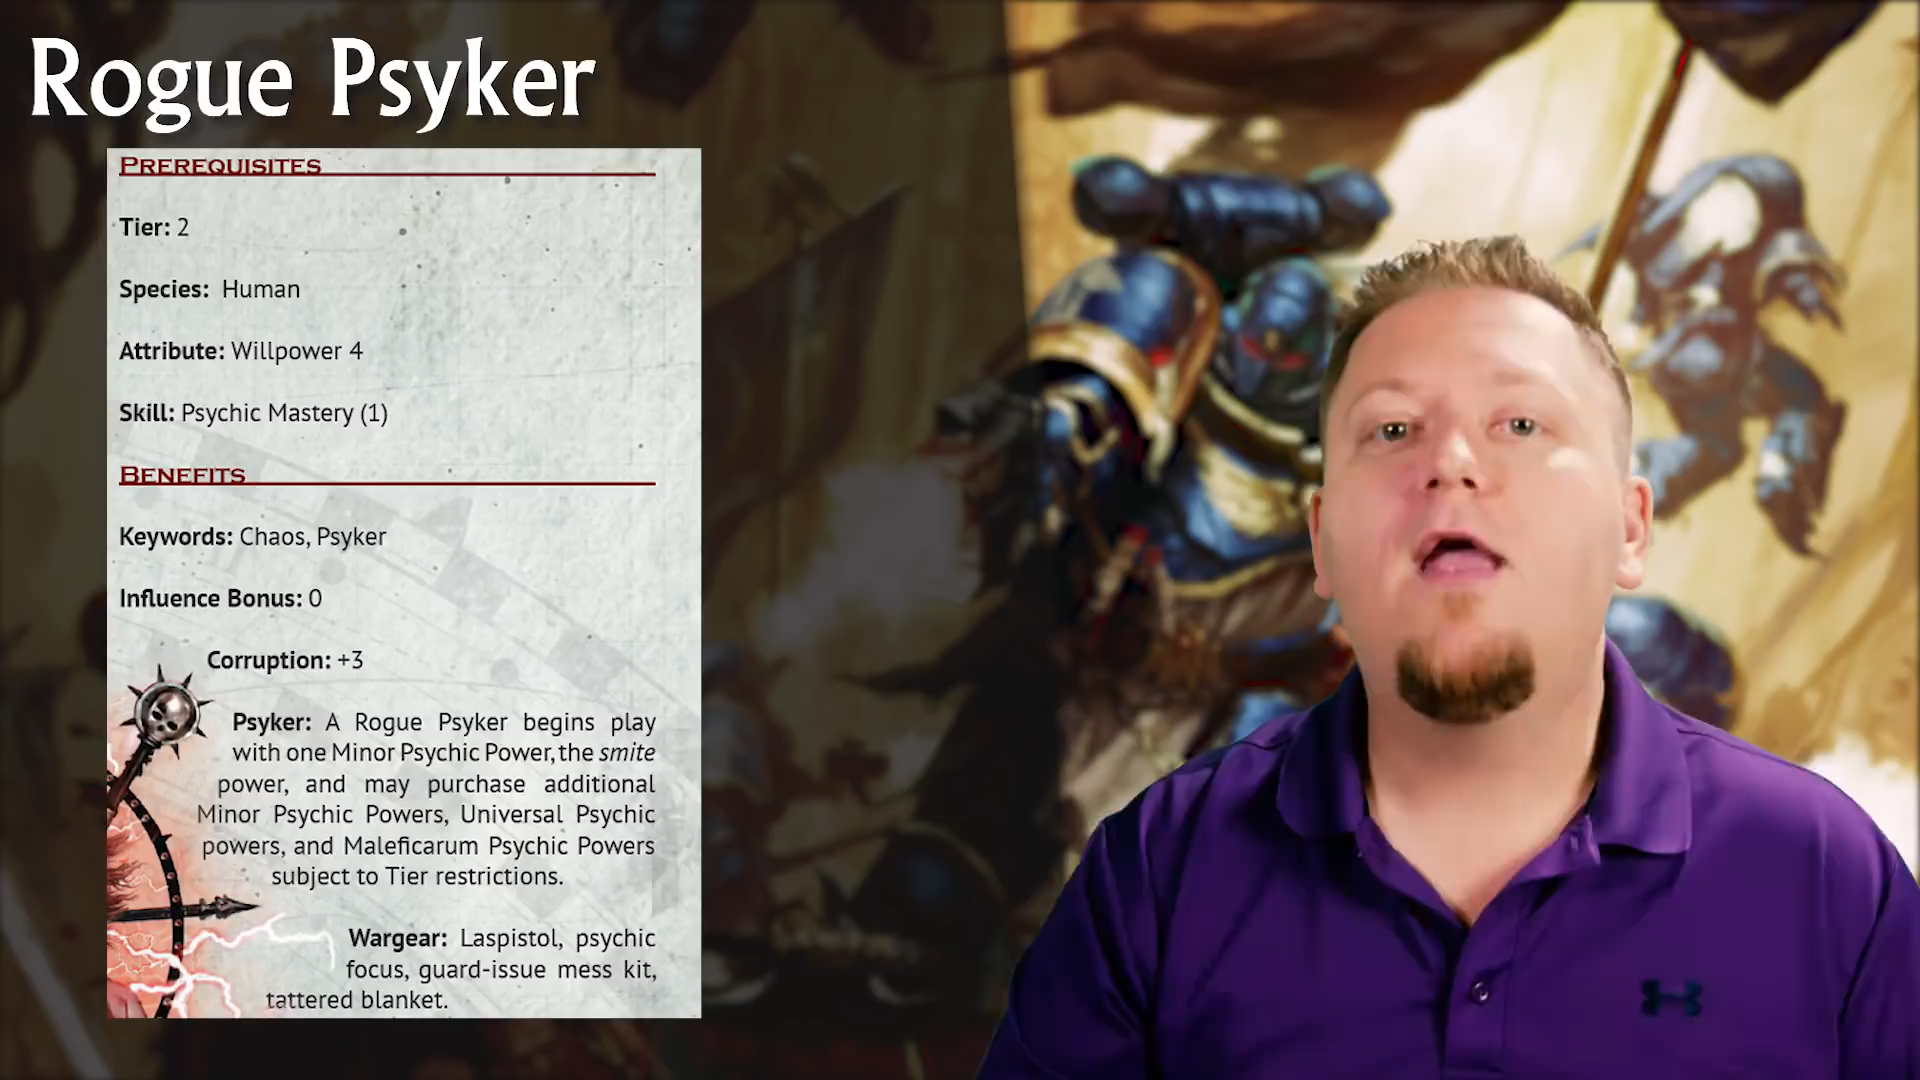 Rogue Psyker
PREREQUISITES
Tier: 2
Species: Human
Attribute: Willpower 4
Skill: Psychic Mastery (1)
BENEFITS
Keywords: Chaos, Psyker
Influence Bonus: 0
Corruption: +3
Psyker: A Rogue Psyker begins play
with one Minor Psychic Power, the smite
power, and may purchase additional
Minor Psychic Powers, Universal Psychic
powers, and Maleficarum Psychic Powers
subject to Tier restrictions.
Wargear: Laspistol, psychic
focus, guard-issue mess kit,
tattered blanket.